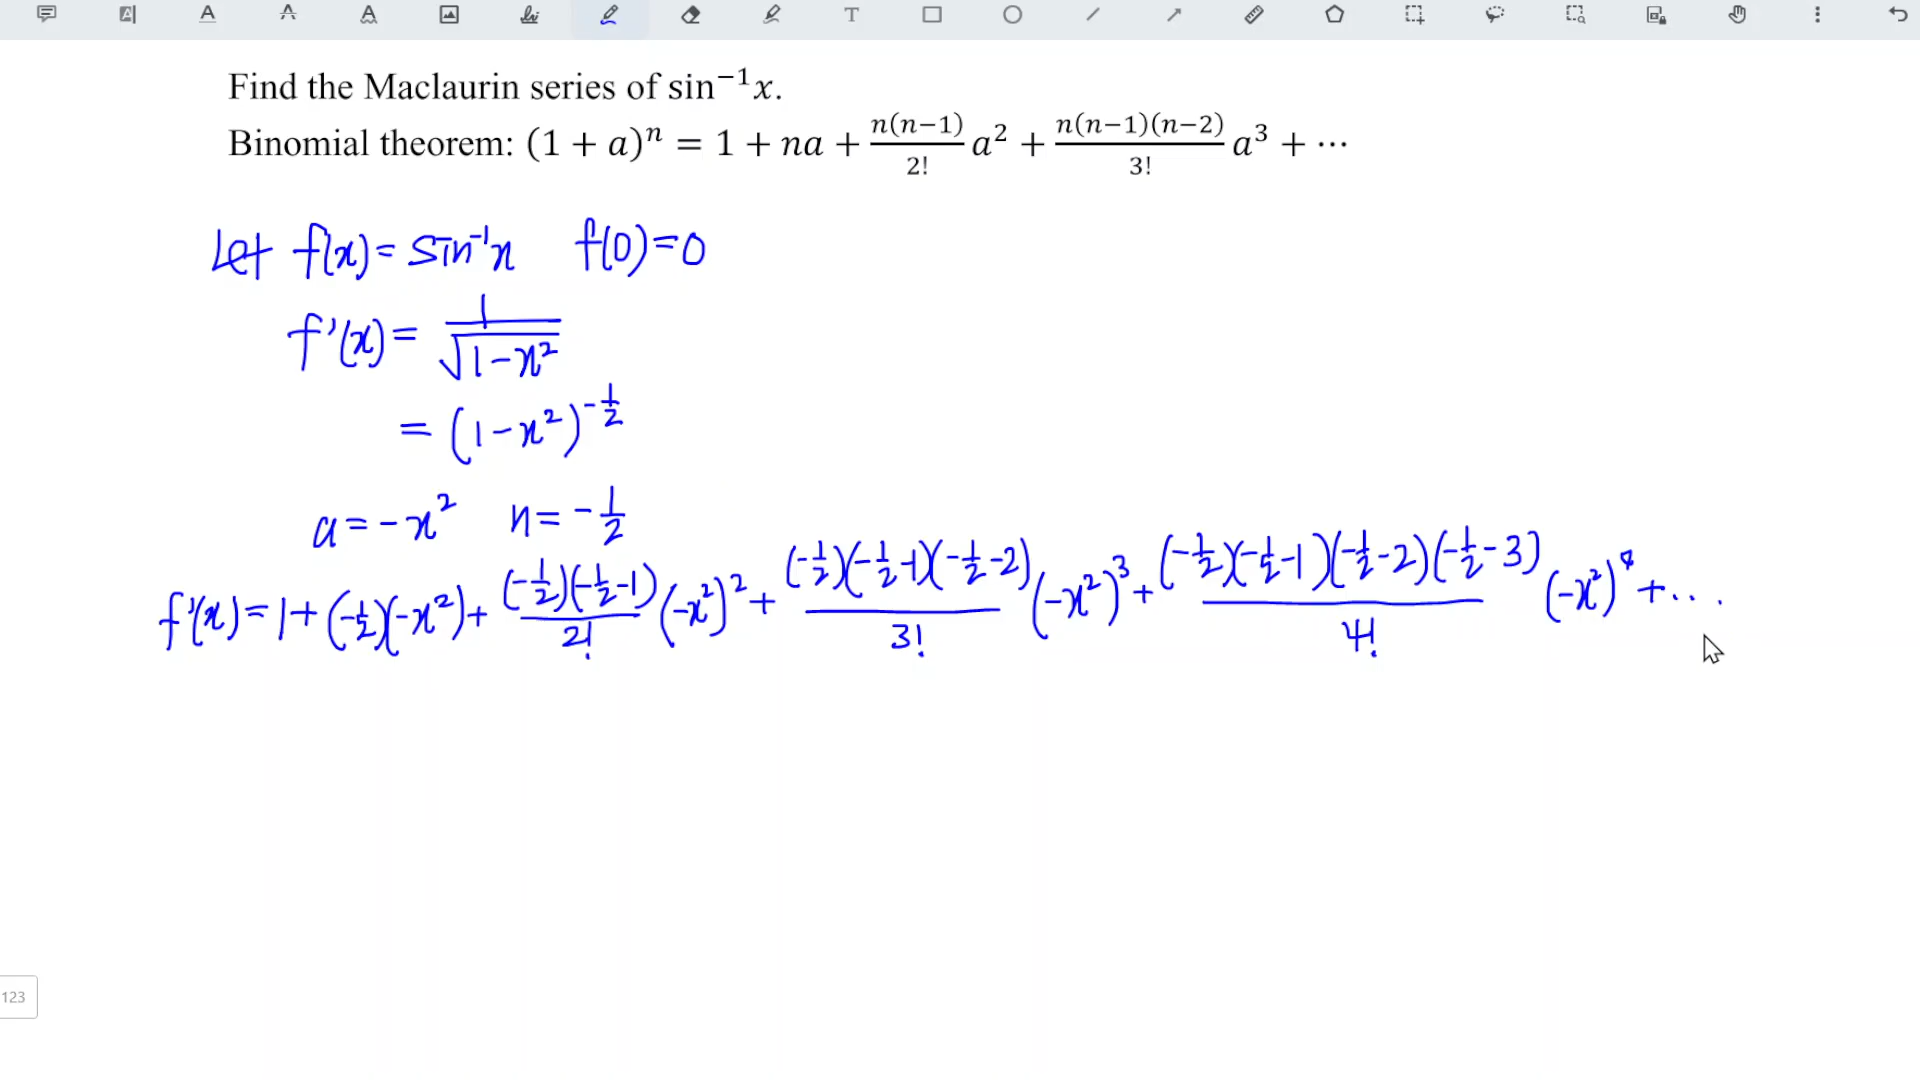 Find the Maclaurin series of sin⁻¹x.
Binomial theorem: (1 + a)ⁿ = 1 + na + n(n−1)/2! a² + n(n−1)(n−2)/3! a³ + ⋯
Let f(x) = sin⁻¹x f(0)=0
f'(x) = 1/√(1−x²)
= (1−x²)^(−1/2)
a = −x² n = −1/2
f'(x) = 1 + (−1/2)(−x²) + (−1/2)(−1/2−1)/2! (−x²)² + (−1/2)(−1/2−1)(−1/2−2)/3! (−x²)³ + (−1/2)(−1/2−1)(−1/2−2)(−1/2−3)/4! (−x²)⁴ + ...
123